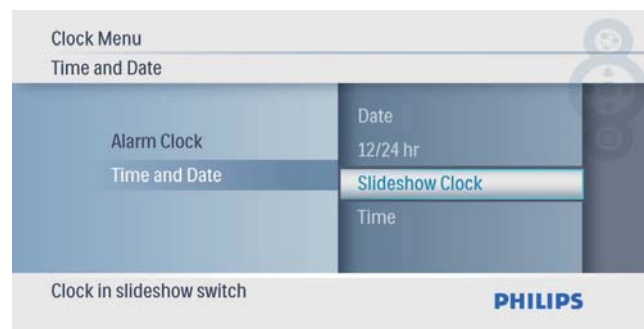 Clock Menu
Time and Date
Alarm Clock
Time and Date
Date
12/24 hr
Slideshow Clock
Time
Clock in slideshow switch
PHILIPS